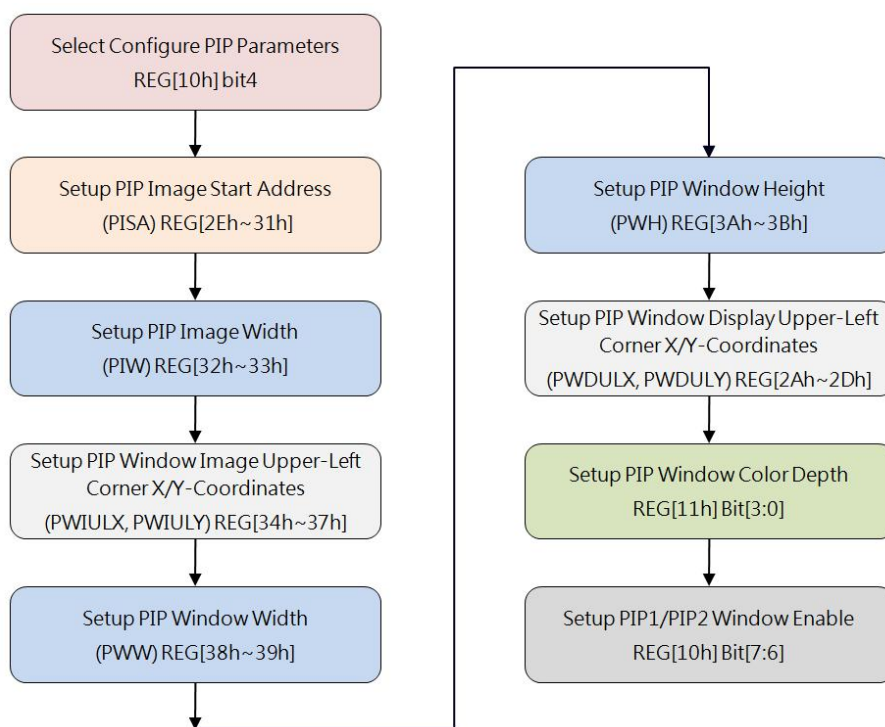 Select Configure PIP Parameters
REG[10h] bit4
Setup PIP Image Start Address
(PISA) REG[2Eh~31h]
Setup PIP Image Width
(PIW) REG[32h~33h]
Setup PIP Window Image Upper-Left
Corner X/Y-Coordinates
(PWIULX, PWIULY) REG[34h~37h]
Setup PIP Window Width
(PWW) REG[38h~39h]
Setup PIP Window Height
(PWH) REG[3Ah~3Bh]
Setup PIP Window Display Upper-Left
Corner X/Y-Coordinates
(PWDULX, PWDULY) REG[2Ah~2Dh]
Setup PIP Window Color Depth
REG[11h] Bit[3:0]
Setup PIP1/PIP2 Window Enable
REG[10h] Bit[7:6]